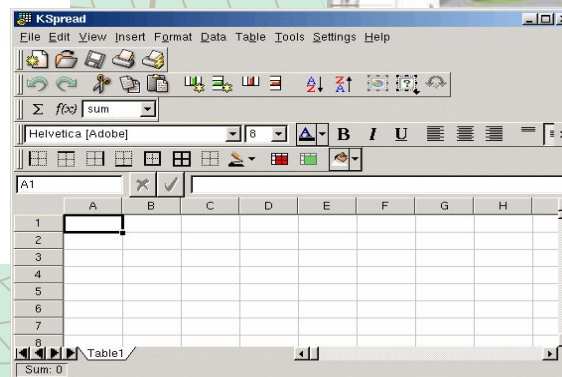 KSpread
File Edit View Insert Format Data Table Tools Settings Help
Σ f(x) sum
Helvetica [Adobe] 8 A B I U
A1
A B C D E F G H
1
2
3
4
5
6
7
8
Table1
Sum: 0